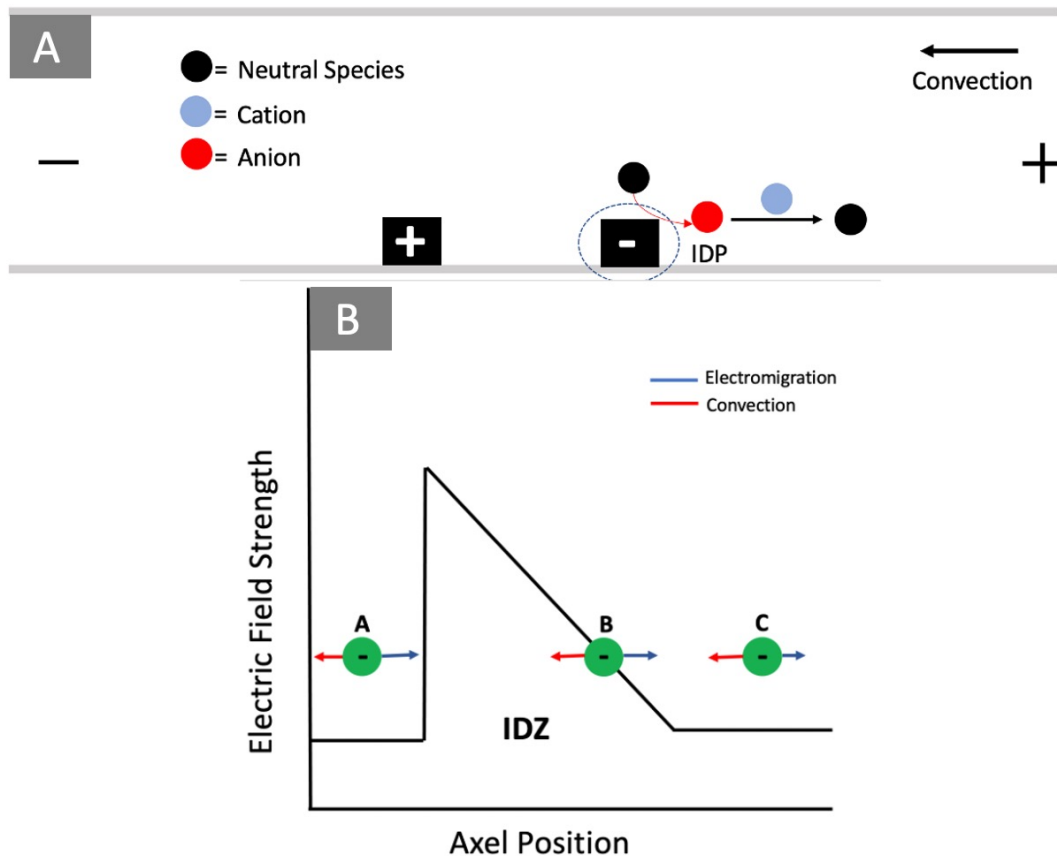 A
= Neutral Species
= Cation
= Anion
Convection
−
+
+
-
IDP
B
Electromigration
Convection
Electric Field Strength
A
B
C
-
-
-
IDZ
Axel Position